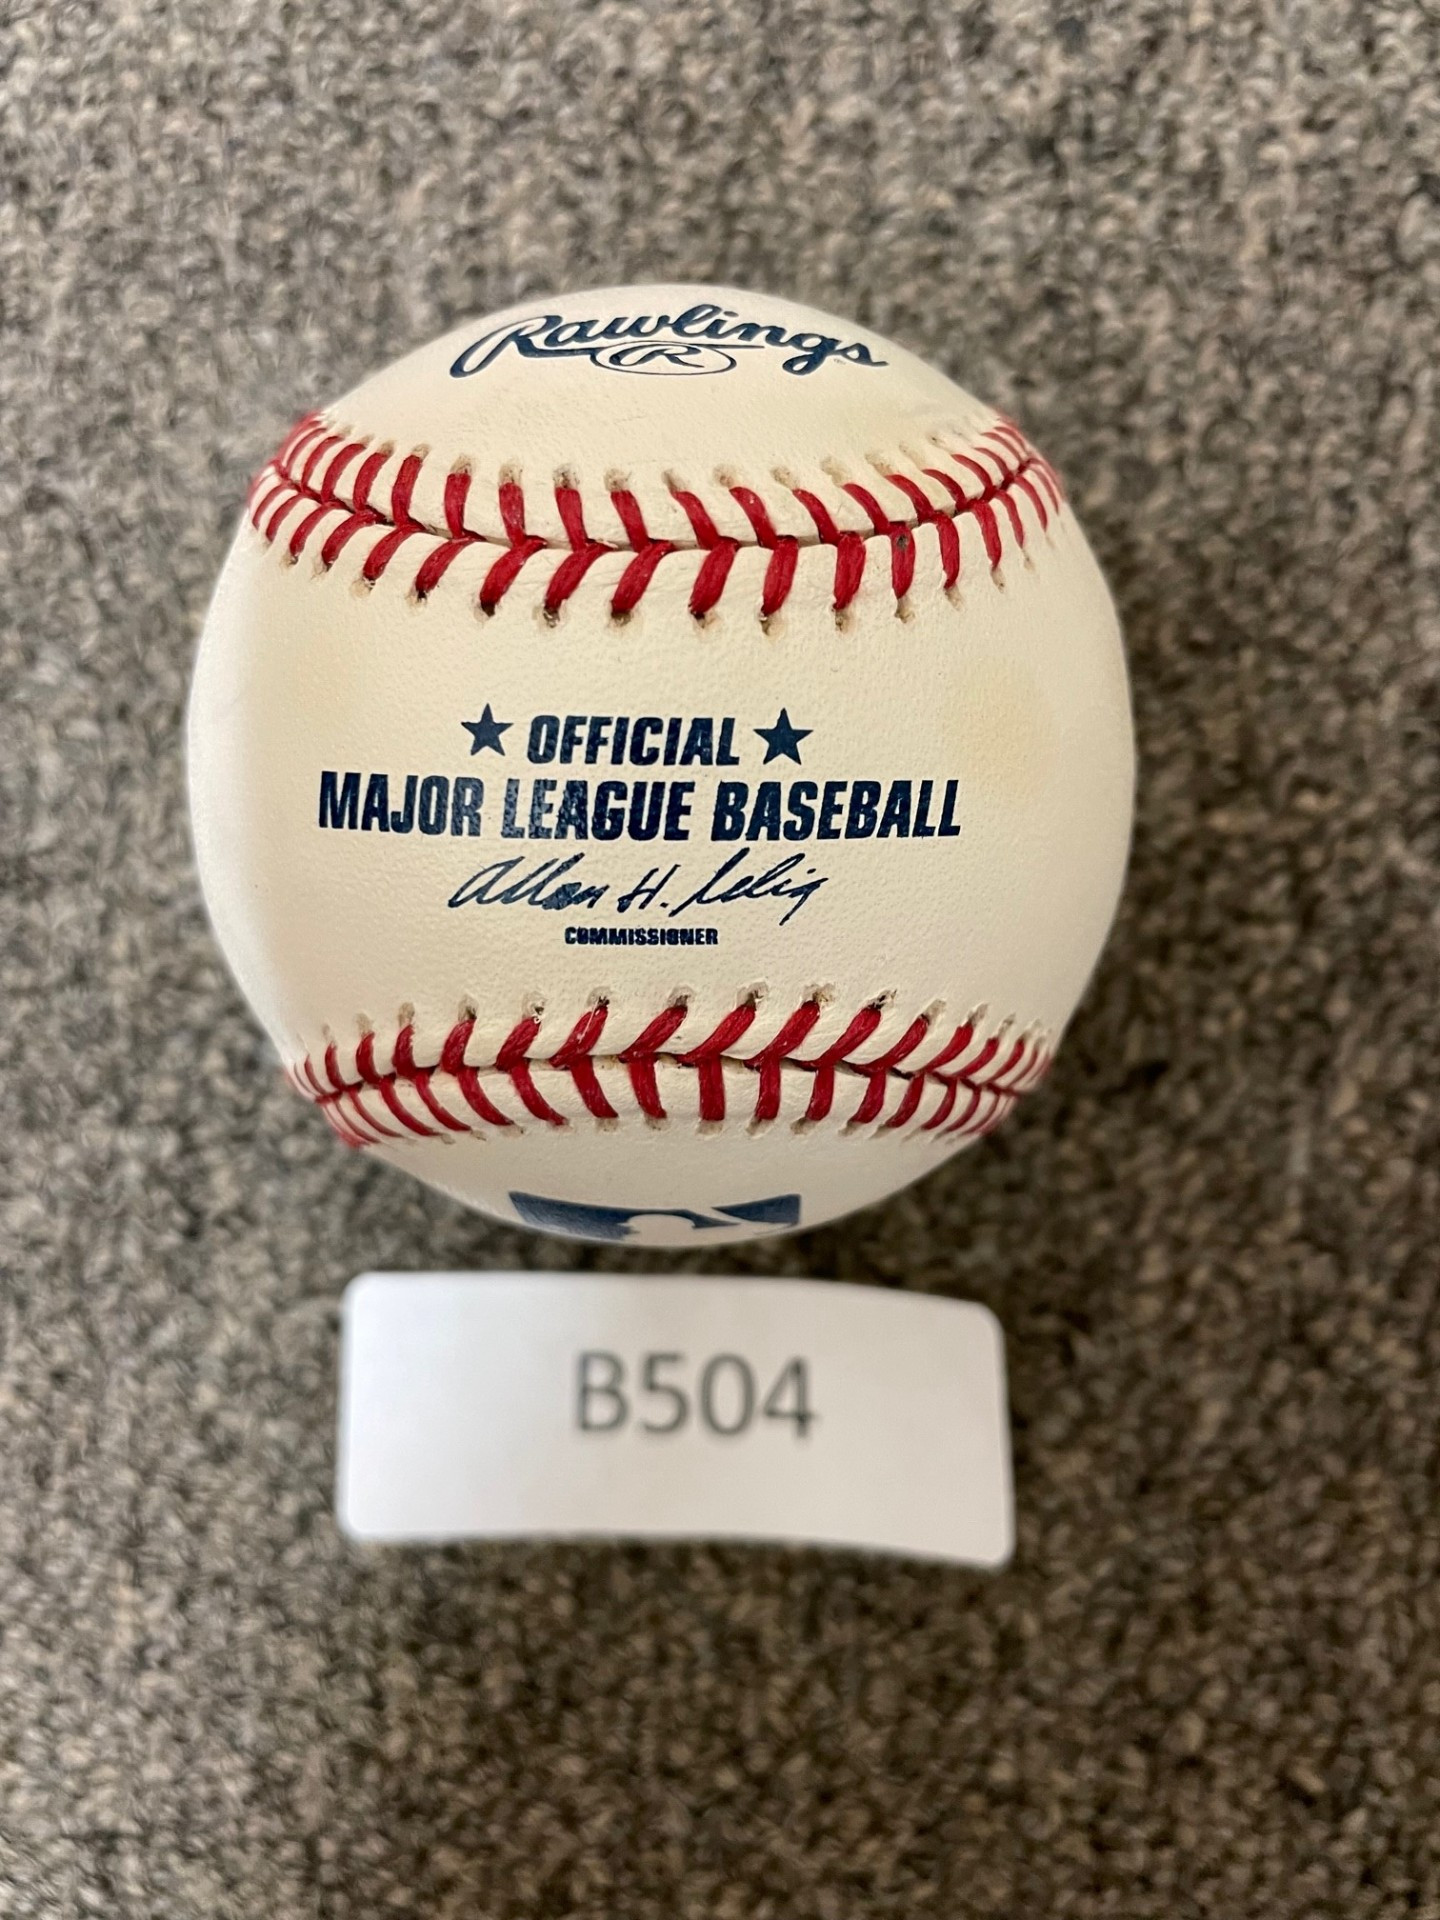 Rawlings
R
OFFICIAL
MAJOR LEAGUE BASEBALL
Allan H. Selig
COMMISSIONER
B504